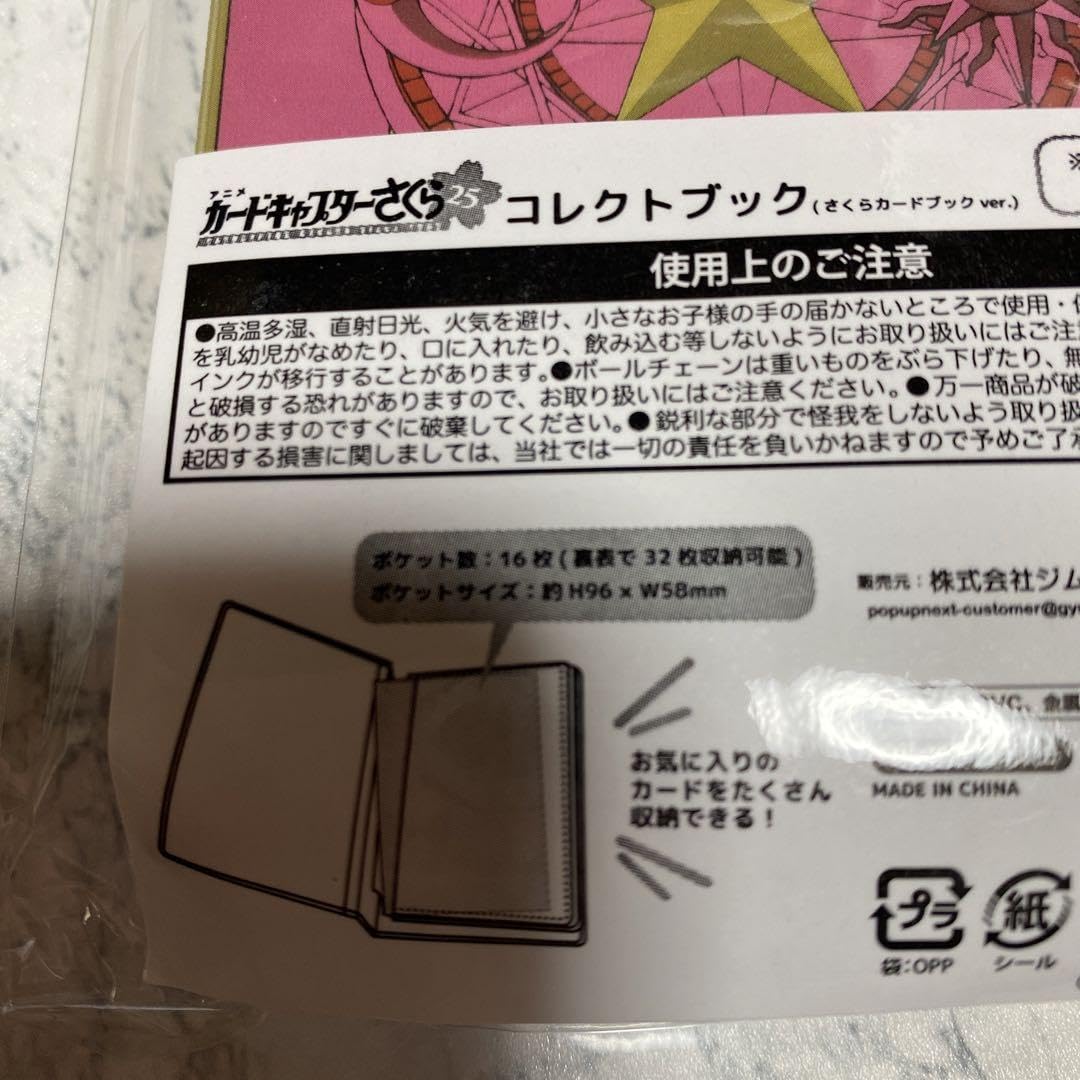 アニメ
カードキャプターさくら 25 コレクトブック (さくらカードブック ver.)
※
使用上のご注意
●高温多湿、直射日光、火気を避け、小さなお子様の手の届かないところで使用・
を乳幼児がなめたり、口に入れたり、飲み込む等しないようにお取り扱いにはご注
インクが移行することがあります。●ボールチェーンは重いものをぶら下げたり、無
と破損する恐れがありますので、お取り扱いにはご注意ください。●万一商品が破
がありますのですぐに破棄してください。●鋭利な部分で怪我をしないよう取り扱
起因する損害に関しましては、当社では一切の責任を負いかねますので予めご了承
ポケット数：16枚(裏表で 32 枚収納可能)
ポケットサイズ：約 H96 × W58mm
販売元：株式会社ジム
popupnext-customer@gy
PVC、金属
MADE IN CHINA
お気に入りの
カードをたくさん
収納できる！
プラ
袋:OPP
紙
シール